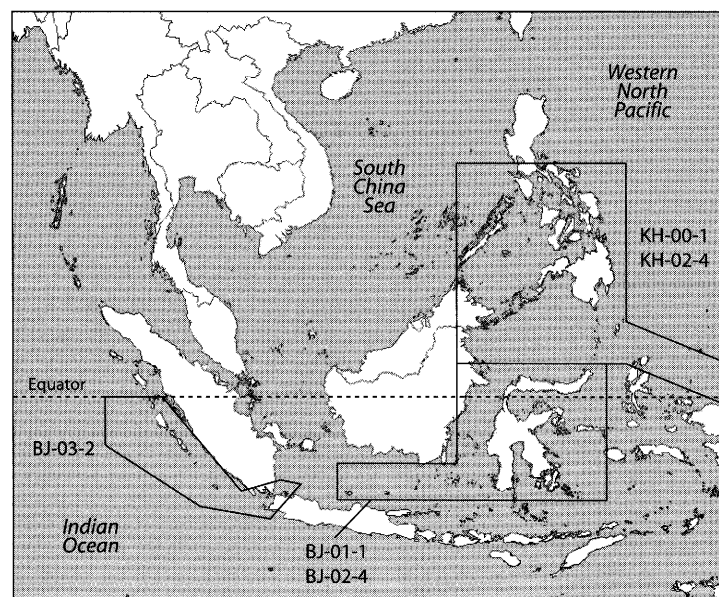 Western
North
Pacific
South
China
Sea
KH-00-1
KH-02-4
Equator
BJ-03-2
Indian
Ocean
BJ-01-1
BJ-02-4